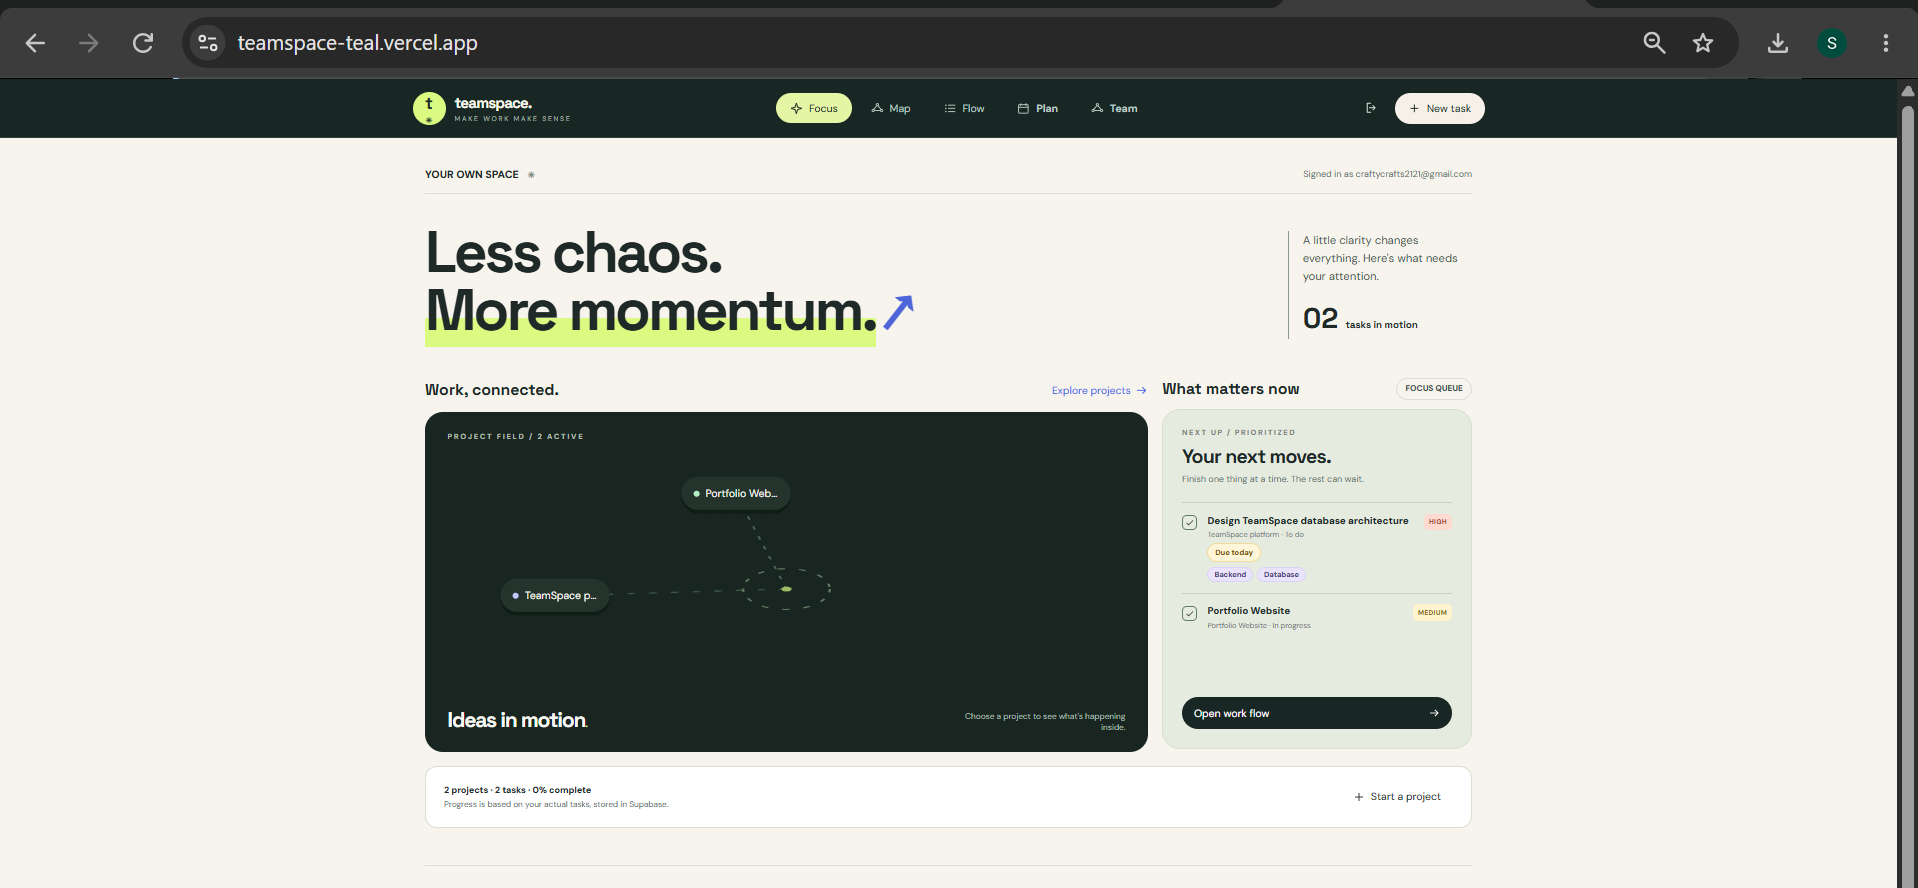 teamspace-teal.vercel.app
S
t
teamspace.
MAKE WORK MAKE SENSE
Focus
Map
Flow
Plan
Team
+ New task
YOUR OWN SPACE
Signed in as craftycrafts2121@gmail.com
Less chaos.
More momentum.↗
A little clarity changes
everything. Here's what needs
your attention.
02 tasks in motion
Work, connected.
Explore projects →
PROJECT FIELD / 2 ACTIVE
Portfolio Web...
TeamSpace p...
Ideas in motion.
Choose a project to see what's happening
inside.
What matters now
FOCUS QUEUE
NEXT UP / PRIORITIZED
Your next moves.
Finish one thing at a time. The rest can wait.
Design TeamSpace database architecture
HIGH
TeamSpace platform · To do
Due today
Backend
Database
Portfolio Website
MEDIUM
Portfolio Website · In progress
Open work flow →
2 projects · 2 tasks · 0% complete
Progress is based on your actual tasks, stored in Supabase.
+ Start a project